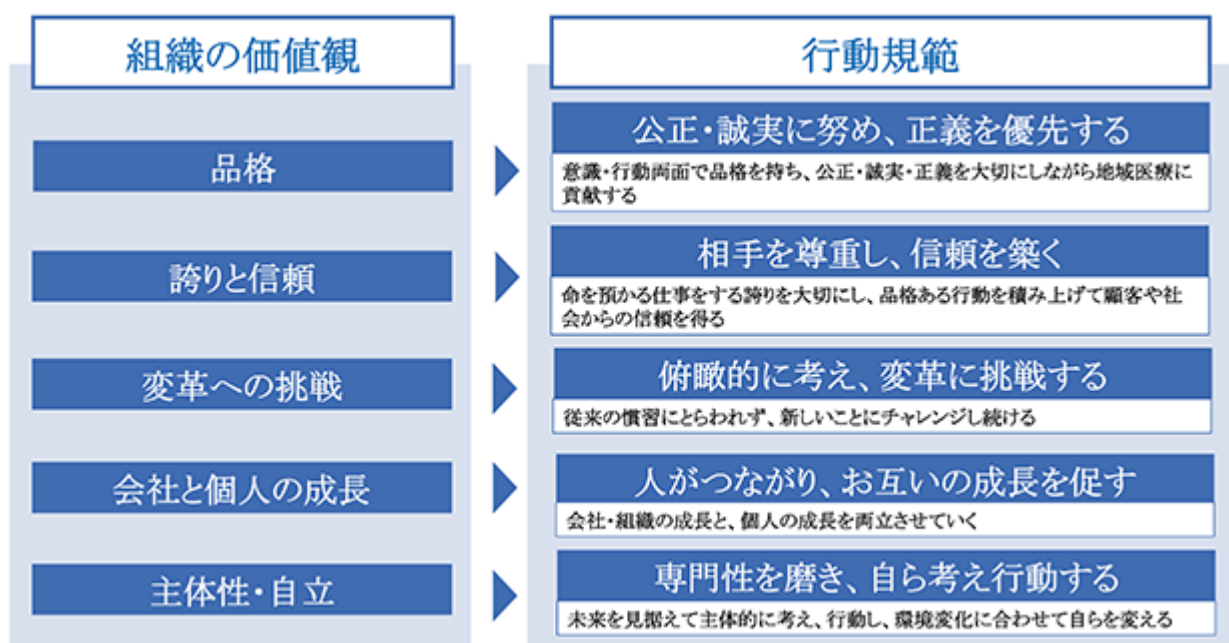 組織の価値観
行動規範
品格
公正・誠実に努め、正義を優先する
意識・行動両面で品格を持ち、公正・誠実・正義を大切にしながら地域医療に
貢献する
誇りと信頼
相手を尊重し、信頼を築く
命を預かる仕事をする誇りを大切にし、品格ある行動を積み上げて顧客や社
会からの信頼を得る
変革への挑戦
俯瞰的に考え、変革に挑戦する
従来の慣習にとらわれず、新しいことにチャレンジし続ける
会社と個人の成長
人がつながり、お互いの成長を促す
会社・組織の成長と、個人の成長を両立させていく
主体性・自立
専門性を磨き、自ら考え行動する
未来を見据えて主体的に考え、行動し、環境変化に合わせて自らを変える